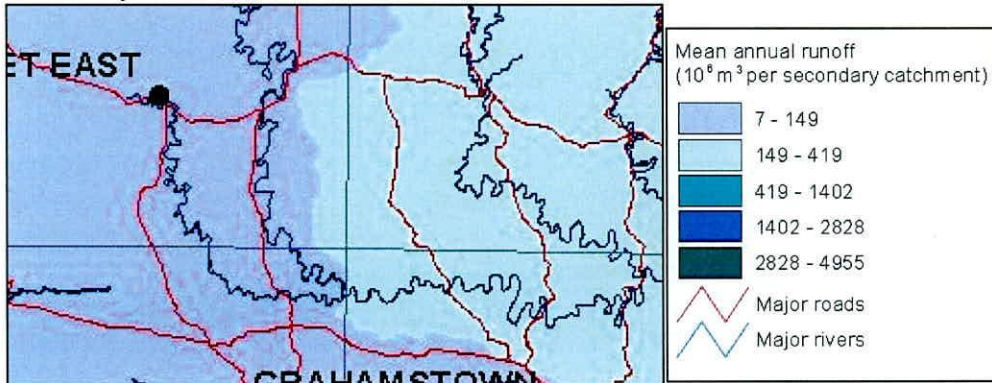 ET EAST
GRAHAMSTOWN
Mean annual runoff
(10⁶ m³ per secondary catchment)
7 - 149
149 - 419
419 - 1402
1402 - 2828
2828 - 4955
Major roads
Major rivers